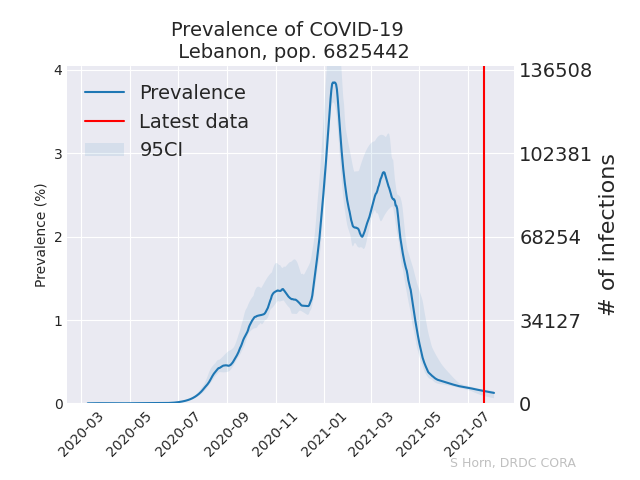 Prevalence of COVID-19
Lebanon, pop. 6825442
Prevalence
Latest data
95CI
Prevalence (%)
4
3
2
1
0
136508
102381
68254
34127
0
# of infections
2020-03
2020-05
2020-07
2020-09
2020-11
2021-01
2021-03
2021-05
2021-07
S Horn, DRDC CORA